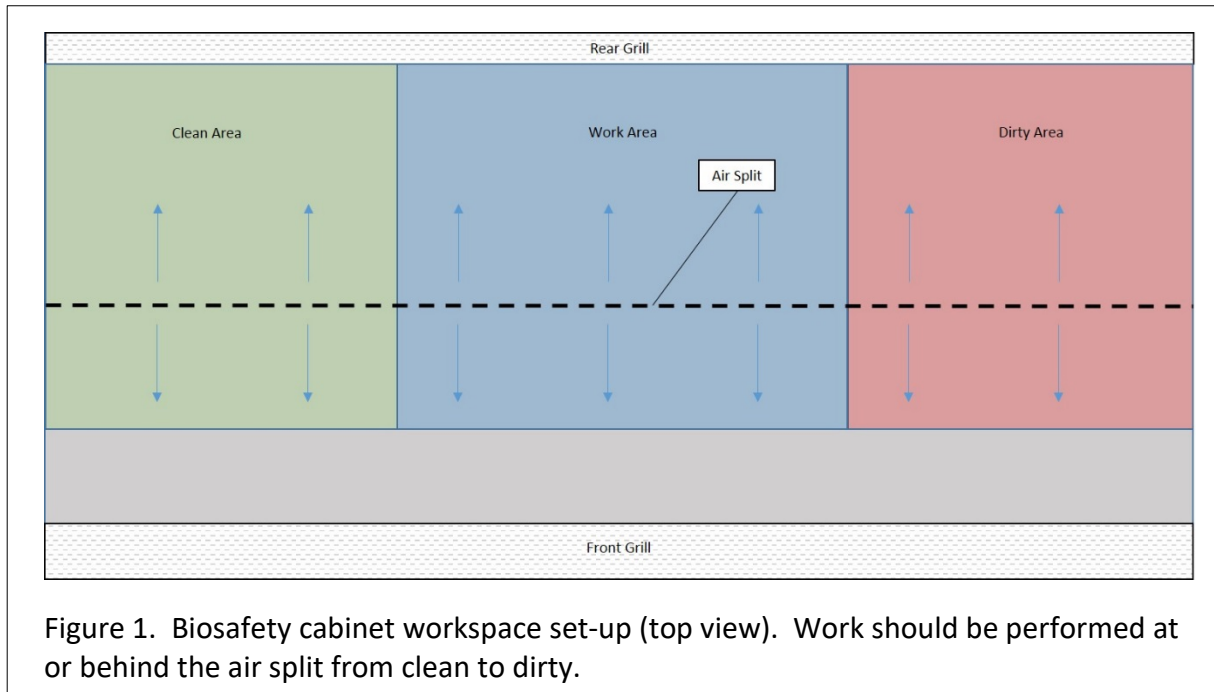 Rear Grill
Clean Area
Work Area
Dirty Area
Air Split
Front Grill
Figure 1.  Biosafety cabinet workspace set-up (top view).  Work should be performed at
or behind the air split from clean to dirty.